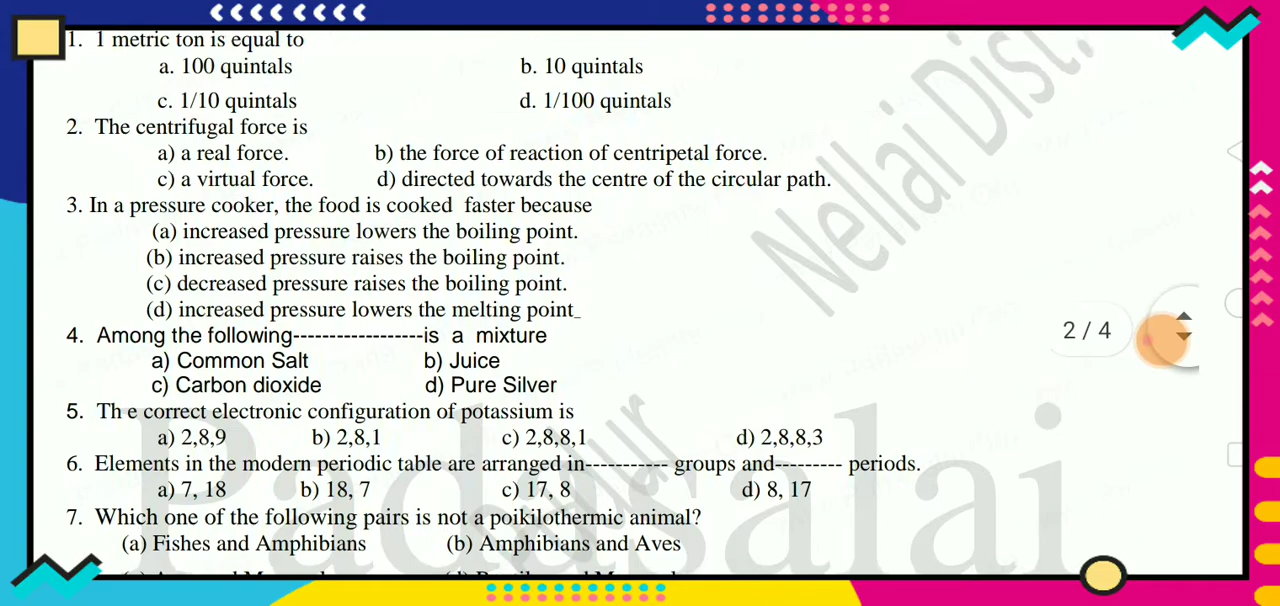 1. 1 metric ton is equal to
a. 100 quintals b. 10 quintals
c. 1/10 quintals d. 1/100 quintals
2. The centrifugal force is
a) a real force. b) the force of reaction of centripetal force.
c) a virtual force. d) directed towards the centre of the circular path.
3. In a pressure cooker, the food is cooked faster because
(a) increased pressure lowers the boiling point.
(b) increased pressure raises the boiling point.
(c) decreased pressure raises the boiling point.
(d) increased pressure lowers the melting point_
4. Among the following-----------------is a mixture
a) Common Salt b) Juice
c) Carbon dioxide d) Pure Silver
5. Th e correct electronic configuration of potassium is
a) 2,8,9 b) 2,8,1 c) 2,8,8,1 d) 2,8,8,3
6. Elements in the modern periodic table are arranged in----------- groups and--------- periods.
a) 7, 18 b) 18, 7 c) 17, 8 d) 8, 17
7. Which one of the following pairs is not a poikilothermic animal?
(a) Fishes and Amphibians (b) Amphibians and Aves
2 / 4
Nellai Dist.
Padasalai